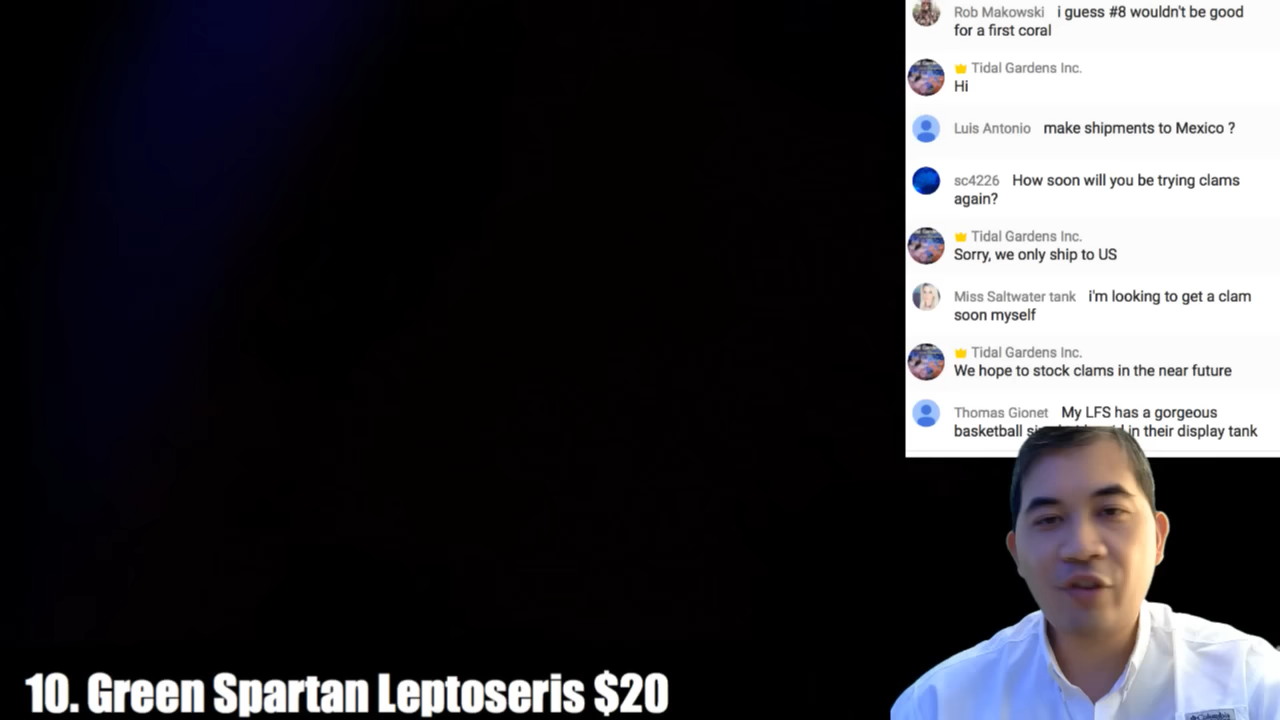 Rob Makowski i guess #8 wouldn't be good
for a first coral
Tidal Gardens Inc.
Hi
Luis Antonio make shipments to Mexico ?
sc4226 How soon will you be trying clams
again?
Tidal Gardens Inc.
Sorry, we only ship to US
Miss Saltwater tank i'm looking to get a clam
soon myself
Tidal Gardens Inc.
We hope to stock clams in the near future
Thomas Gionet My LFS has a gorgeous
basketball in their display tank
Columbia
10. Green Spartan Leptoseris $20